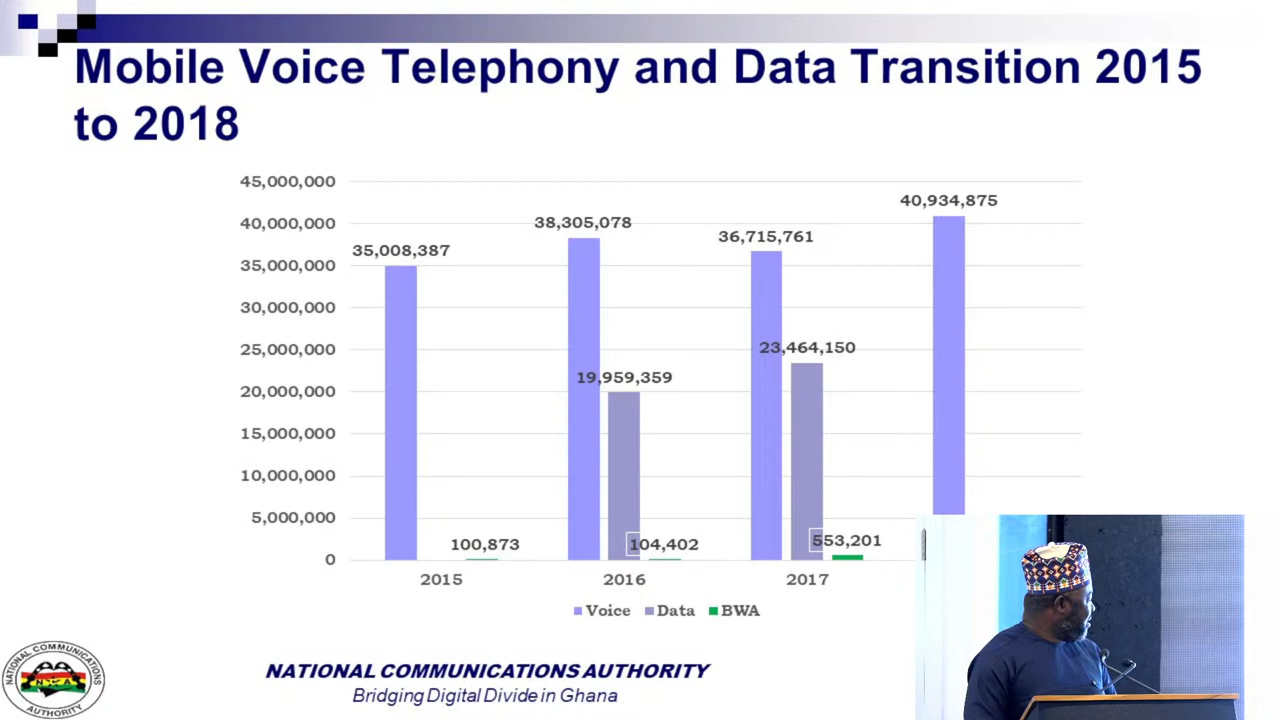 Mobile Voice Telephony and Data Transition 2015
to 2018
45,000,000
40,000,000
35,000,000
30,000,000
25,000,000
20,000,000
15,000,000
10,000,000
5,000,000
0
35,008,387
100,873
38,305,078
19,959,359
104,402
36,715,761
23,464,150
553,201
40,934,875
2015
2016
2017
Voice
Data
BWA
NATIONAL COMMUNICATIONS AUTHORITY
NCA
NATIONAL COMMUNICATIONS AUTHORITY
Bridging Digital Divide in Ghana